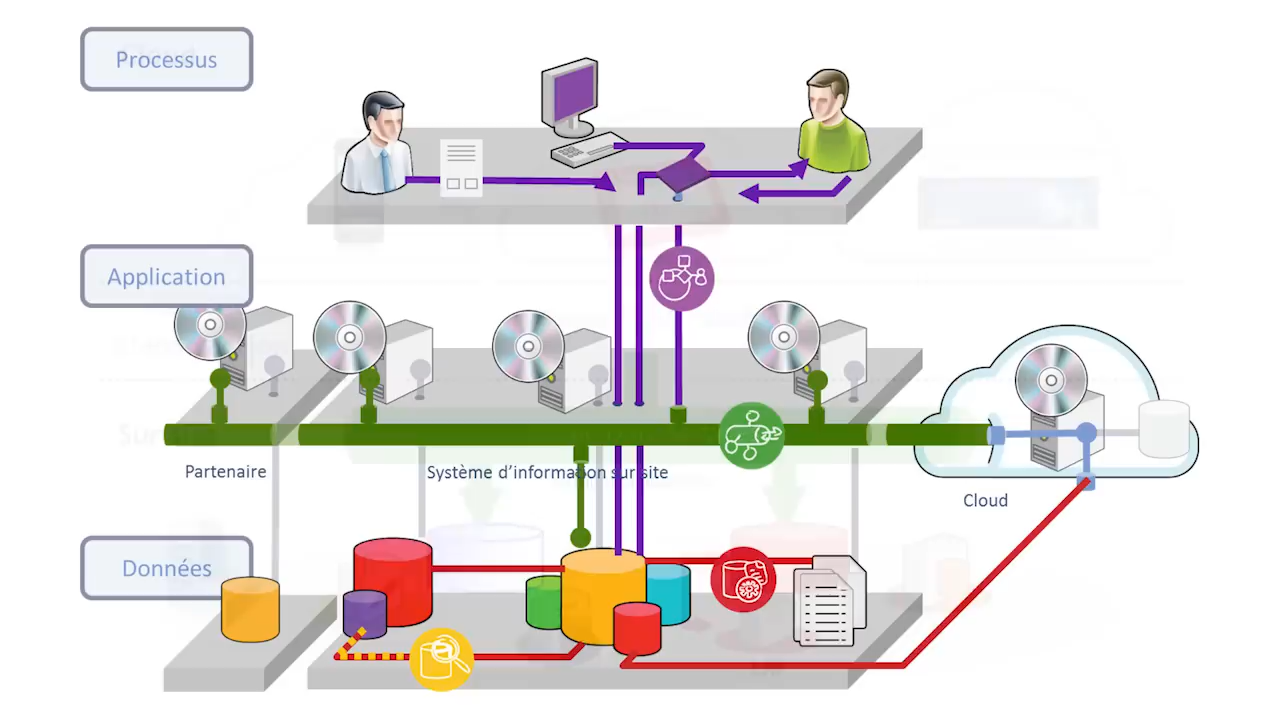 Processus
Application
Partenaire
Système d'information sur site
Cloud
Données